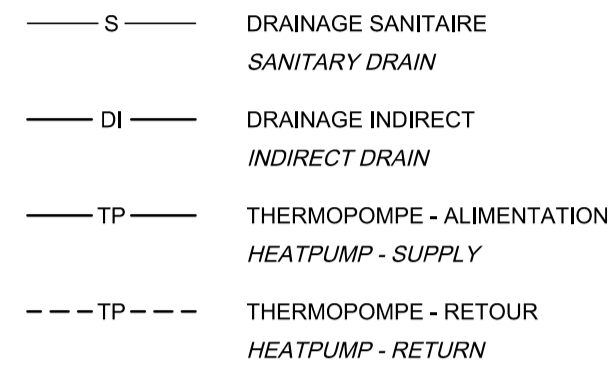 S DRAINAGE SANITAIRE
SANITARY DRAIN
DI DRAINAGE INDIRECT
INDIRECT DRAIN
TP THERMOPOMPE - ALIMENTATION
HEATPUMP - SUPPLY
TP THERMOPOMPE - RETOUR
HEATPUMP - RETURN